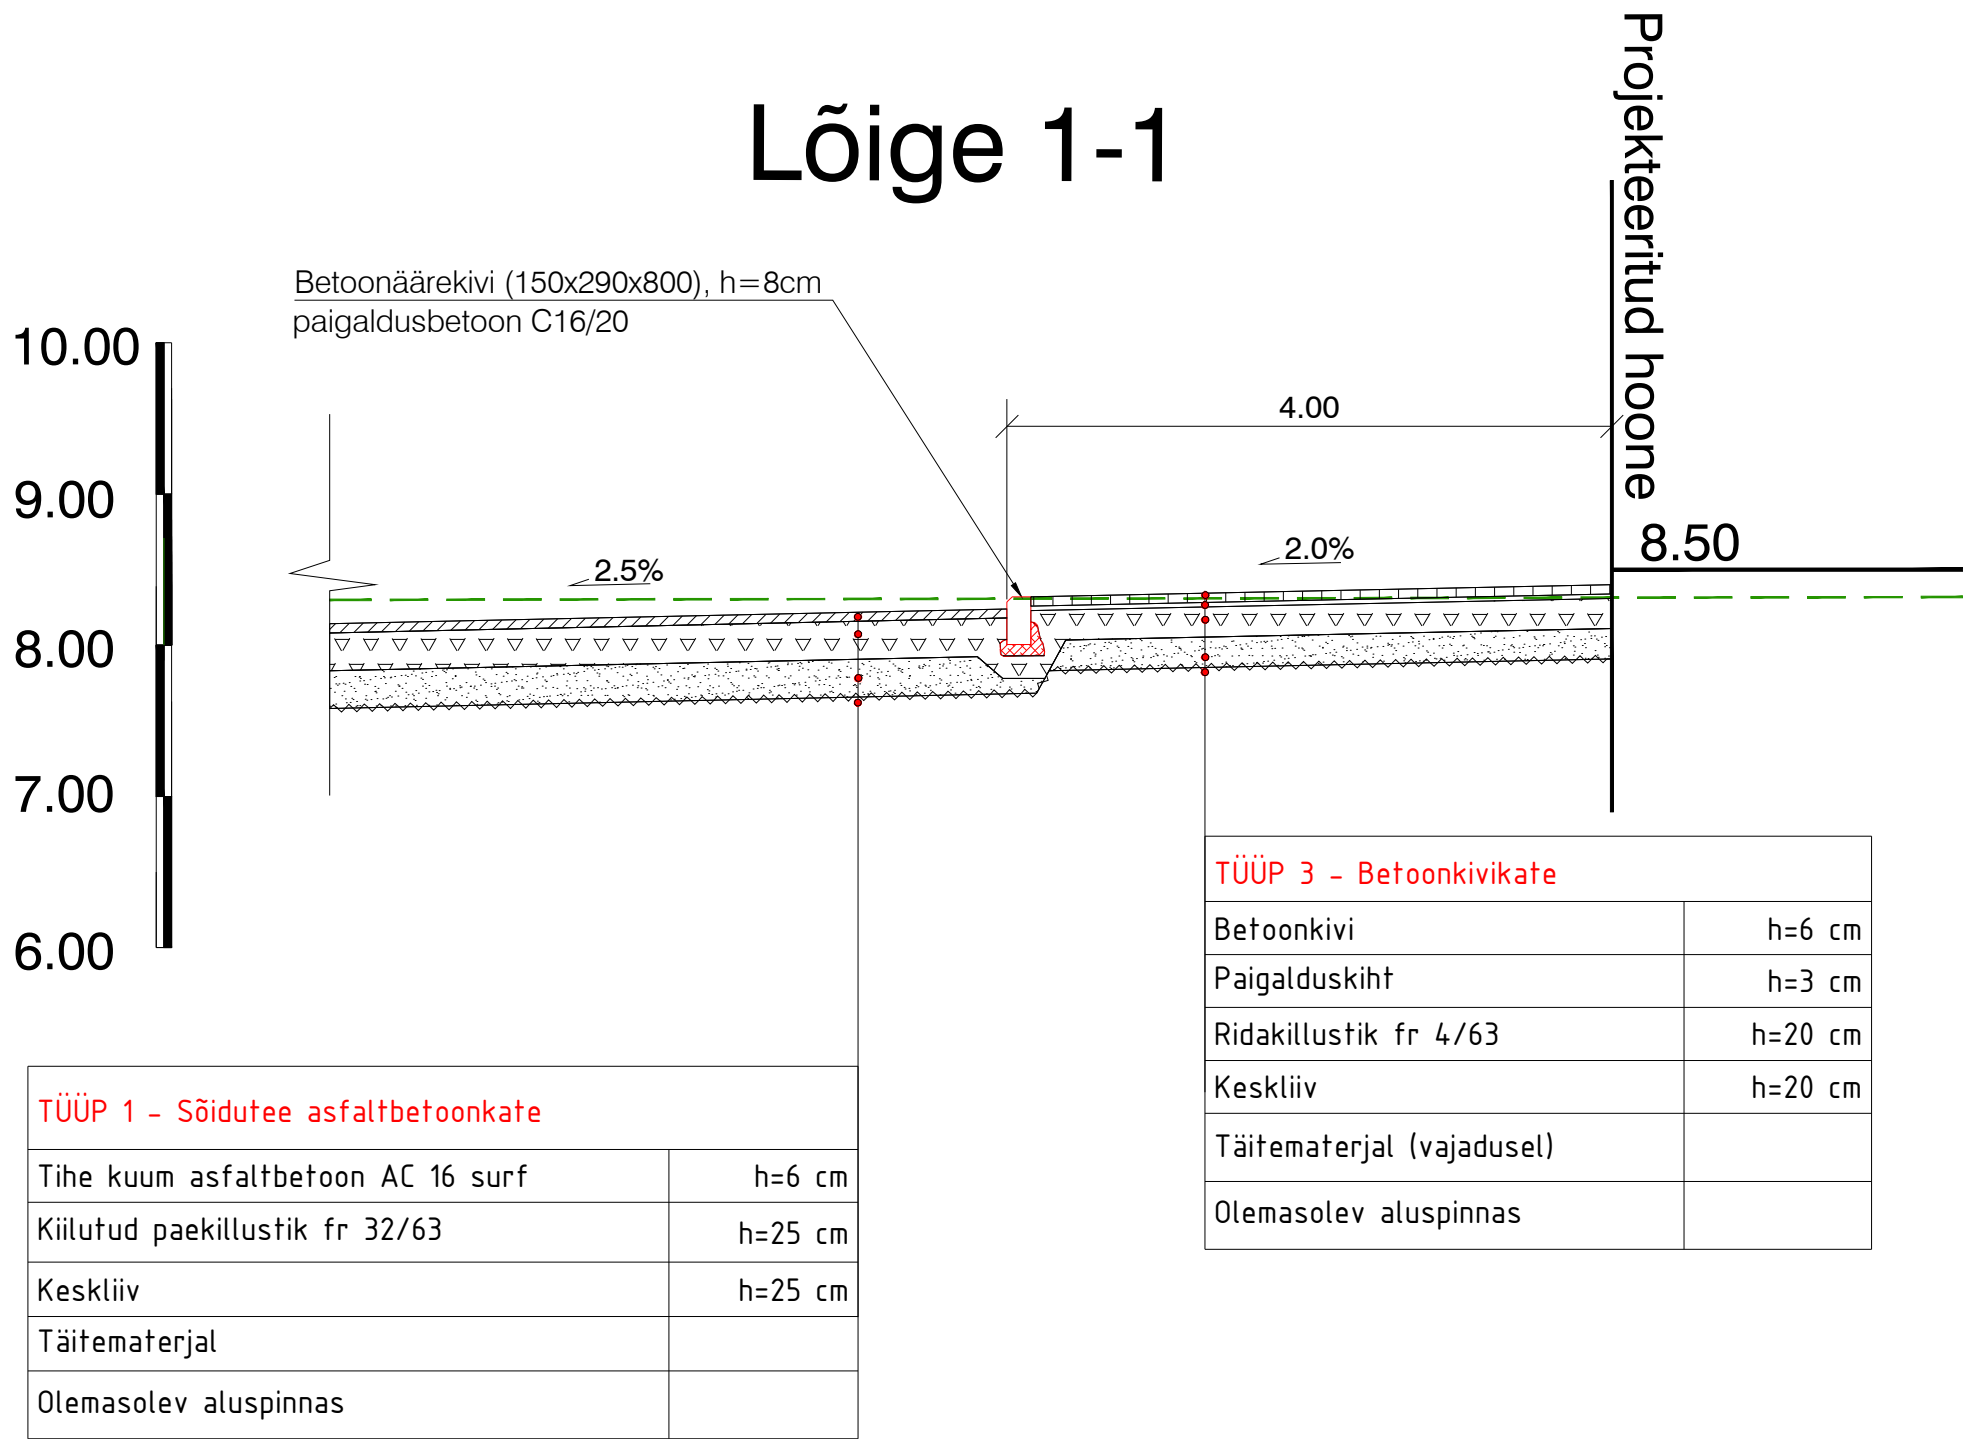 Lõige 1-1
Projekteeritud hoone
Betoonäärekivi (150x290x800), h=8cm
paigaldusbetoon C16/20
10.00
9.00
8.00
7.00
6.00
4.00
2.5%
2.0%
8.50
TÜÜP 3 - Betoonkivikate
Betoonkivi h=6 cm
Paigalduskiht h=3 cm
Ridakillustik fr 4/63 h=20 cm
Keskliiv h=20 cm
Täitematerjal (vajadusel)
Olemasolev aluspinnas
TÜÜP 1 - Sõidutee asfaltbetoonkate
Tihe kuum asfaltbetoon AC 16 surf h=6 cm
Kiilutud paekillustik fr 32/63 h=25 cm
Keskliiv h=25 cm
Täitematerjal
Olemasolev aluspinnas